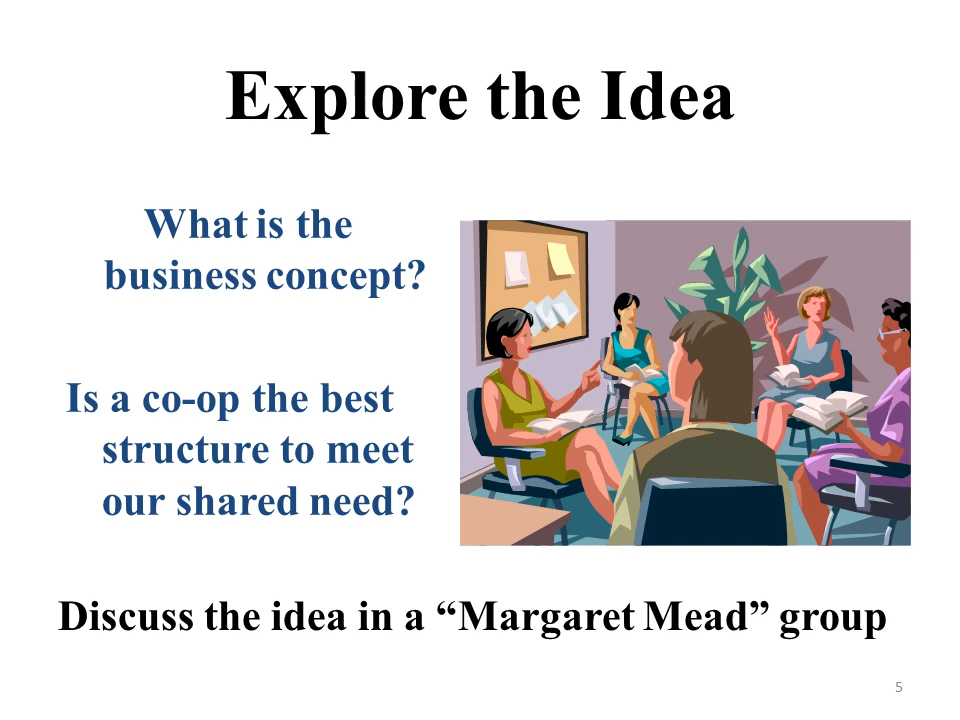 Explore the Idea
What is the
business concept?
Is a co-op the best
structure to meet
our shared need?
Discuss the idea in a “Margaret Mead” group
5